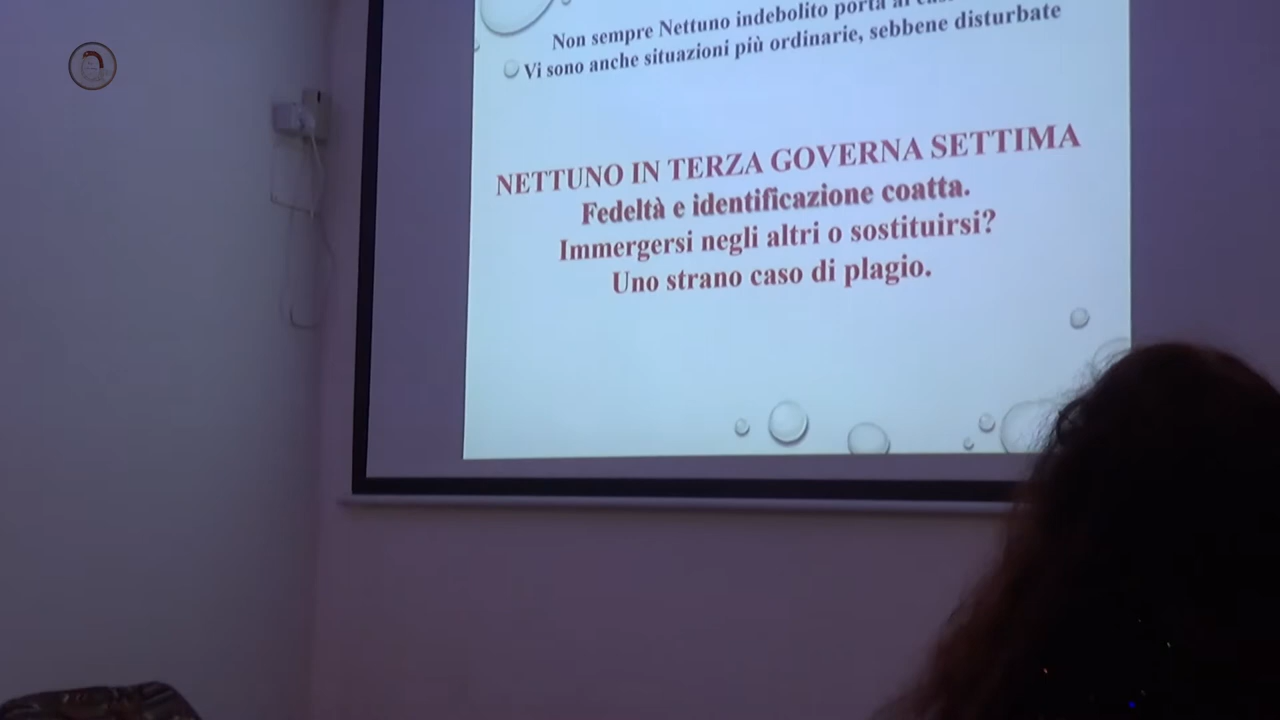 Non sempre Nettuno indebolito porta
Vi sono anche situazioni più ordinarie, sebbene disturbate
NETTUNO IN TERZA GOVERNA SETTIMA
Fedeltà e identificazione coatta.
Immergersi negli altri o sostituirsi?
Uno strano caso di plagio.